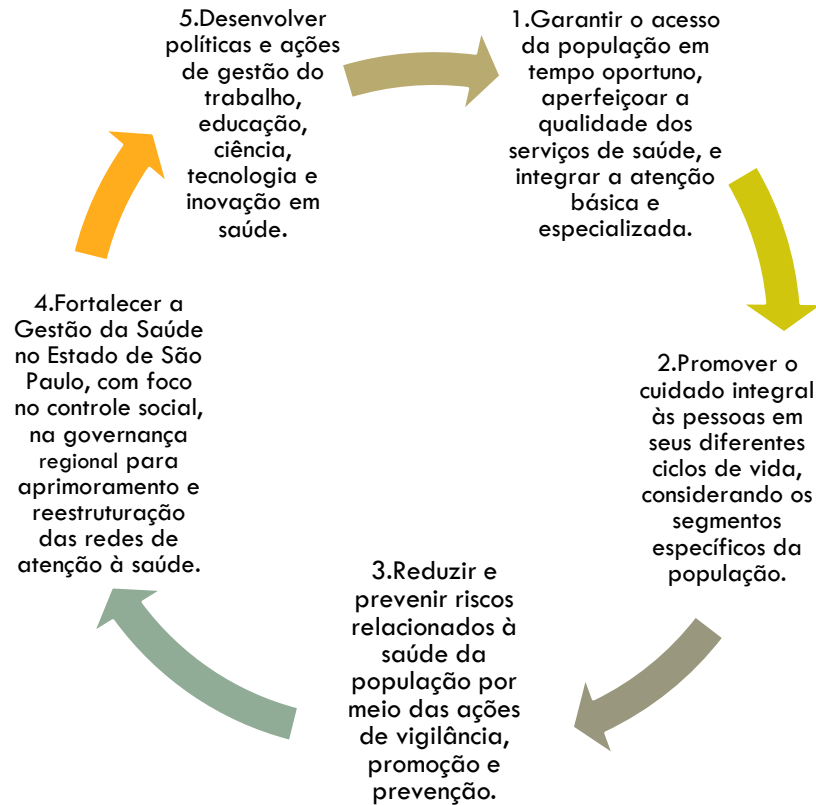 1.Garantir o acesso
da população em
tempo oportuno,
aperfeiçoar a
qualidade dos
serviços de saúde, e
integrar a atenção
básica e
especializada.
2.Promover o
cuidado integral
às pessoas em
seus diferentes
ciclos de vida,
considerando os
segmentos
específicos da
população.
3.Reduzir e
prevenir riscos
relacionados à
saúde da
população por
meio das ações
de vigilância,
promoção e
prevenção.
4.Fortalecer a
Gestão da Saúde
no Estado de São
Paulo, com foco
no controle social,
na governança
regional para
aprimoramento e
reestruturação
das redes de
atenção à saúde.
5.Desenvolver
políticas e ações
de gestão do
trabalho,
educação,
ciência,
tecnologia e
inovação em
saúde.